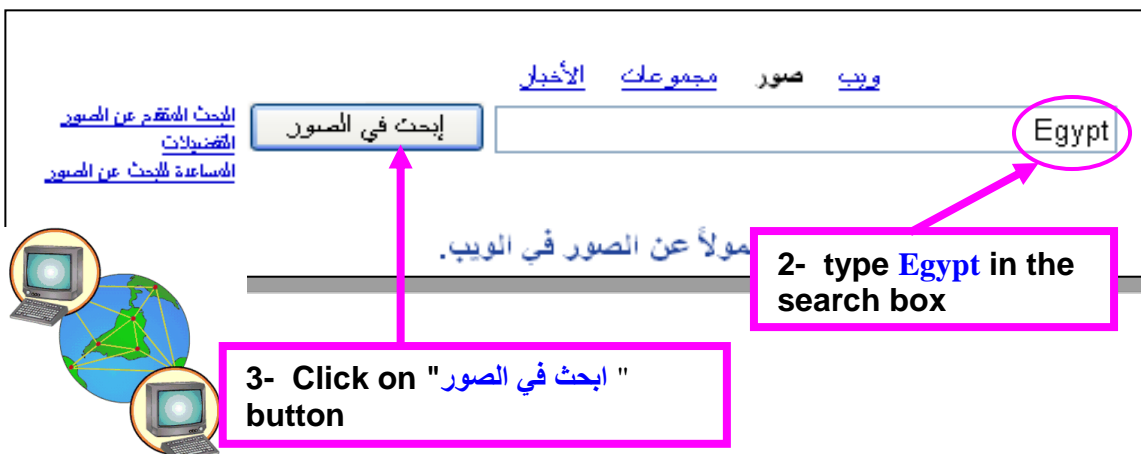 ويب صور مجموعات الأخبار
Egypt
إبحث في الصور
البحث المتقدم عن الصور
التفضيلات
المساعدة للبحث عن الصور
عن الصور في الويب.
2- type Egypt in the
search box
3- Click on "ابحث في الصور "
button